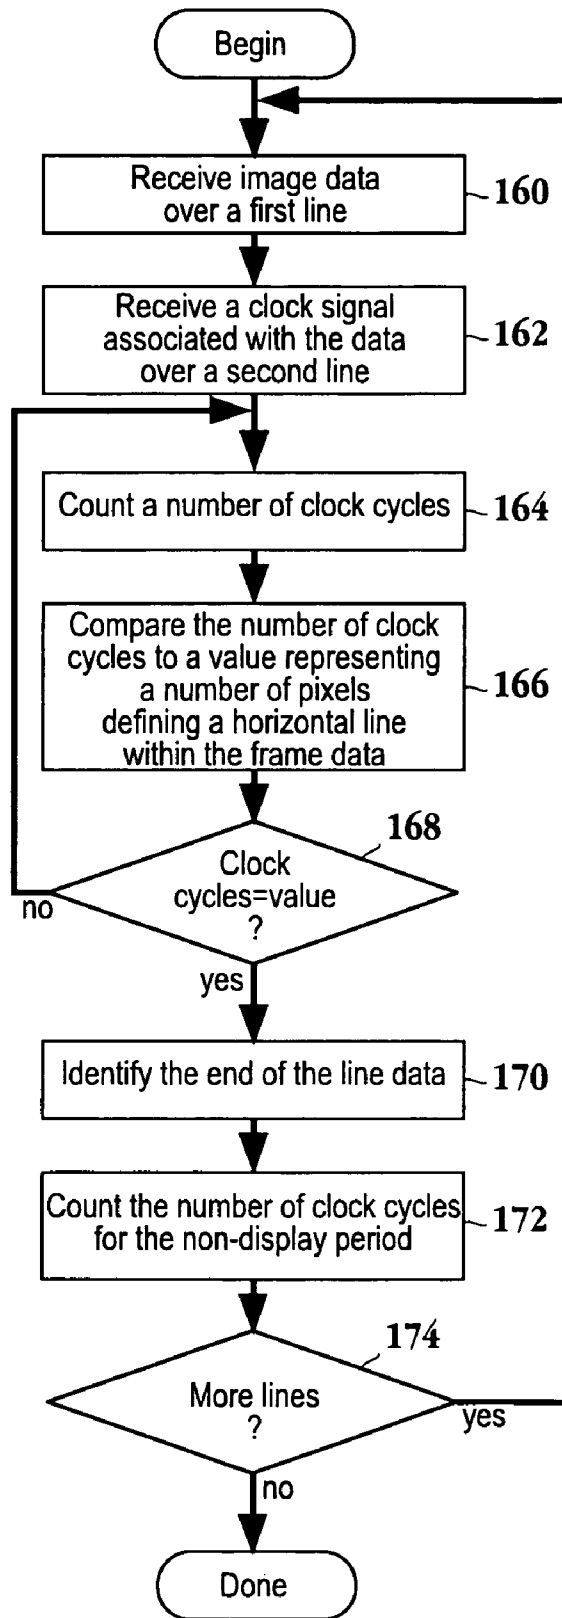 Begin
Receive image data
over a first line
160
Receive a clock signal
associated with the data
over a second line
162
Count a number of clock cycles
164
Compare the number of clock
cycles to a value representing
a number of pixels
defining a horizontal line
within the frame data
166
168
Clock
cycles=value
?
no
yes
Identify the end of the line data
170
Count the number of clock cycles
for the non-display period
172
174
More lines
?
yes
no
Done